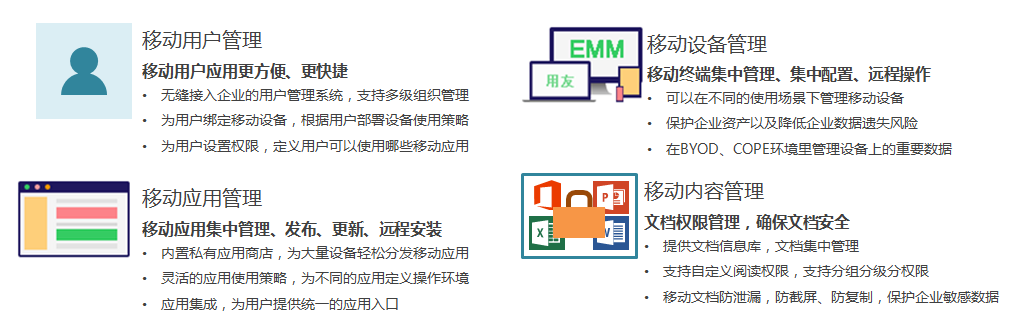 移动用户管理
移动用户应用更方便、更快捷
• 无缝接入企业的用户管理系统，支持多级组织管理
• 为用户绑定移动设备，根据用户部署设备使用策略
• 为用户设置权限，定义用户可以使用哪些移动应用
EMM
用友
移动设备管理
移动终端集中管理、集中配置、远程操作
• 可以在不同的使用场景下管理移动设备
• 保护企业资产以及降低企业数据遗失风险
• 在BYOD、COPE环境里管理设备上的重要数据
移动应用管理
移动应用集中管理、发布、更新、远程安装
• 内置私有应用商店，为大量设备轻松分发移动应用
• 灵活的应用使用策略，为不同的应用定义操作环境
• 应用集成，为用户提供统一的应用入口
P
X
W
移动内容管理
文档权限管理，确保文档安全
• 提供文档信息库，文档集中管理
• 支持自定义阅读权限，支持分组分级分权限
• 移动文档防泄漏，防截屏、防复制，保护企业敏感数据